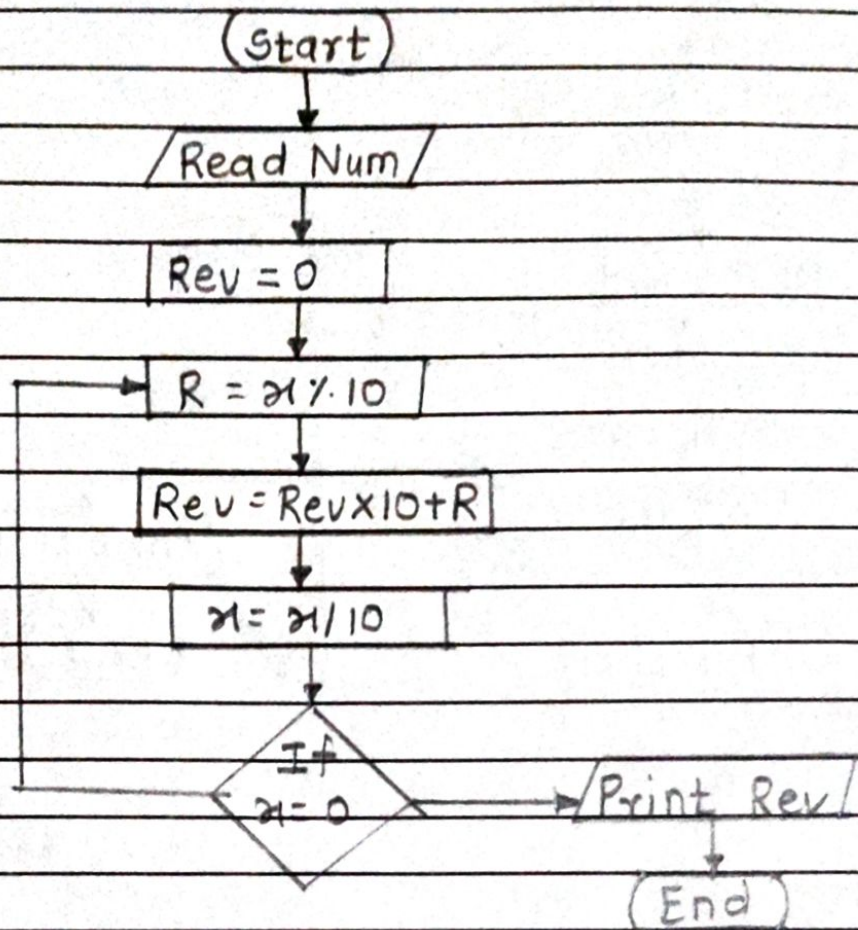 Start
Read Num
Rev = 0
R = x % 10
Rev = Rev x 10 + R
x = x / 10
If
x = 0
Print Rev
End